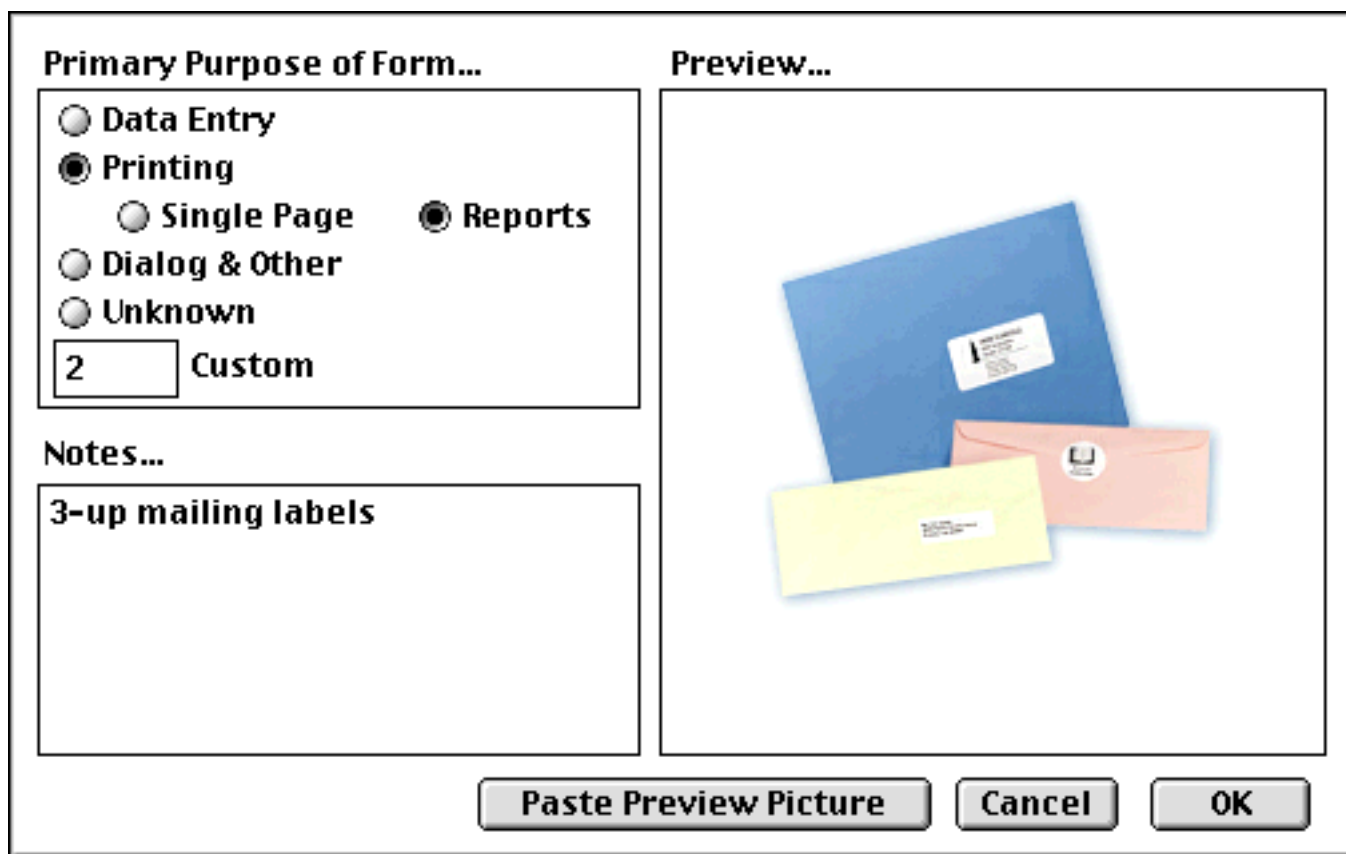 Primary Purpose of Form...
Data Entry
Printing
Single Page Reports
Dialog & Other
Unknown
2 Custom
Notes...
3-up mailing labels
Preview...
Paste Preview Picture Cancel OK